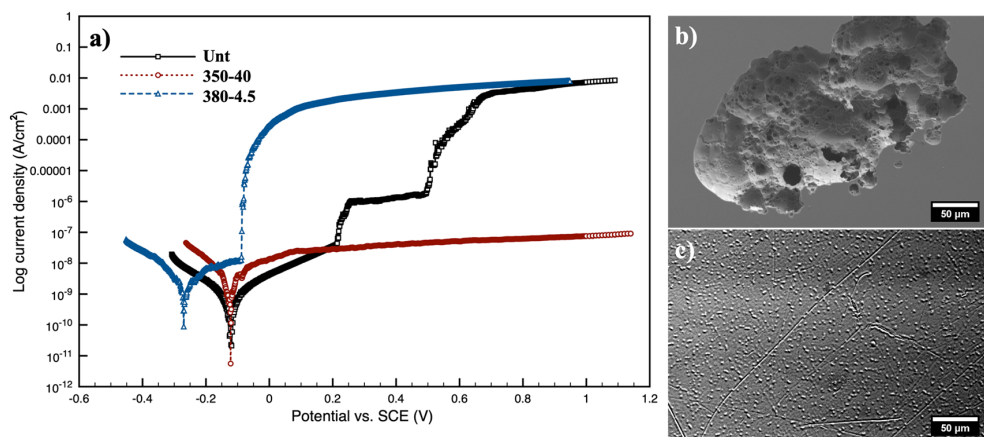 a)
Unt
350-40
380-4.5
Log current density (A/cm²)
1
0.1
0.01
0.001
0.0001
0.00001
10⁻⁶
10⁻⁷
10⁻⁸
10⁻⁹
10⁻¹⁰
10⁻¹¹
10⁻¹²
-0.6 -0.4 -0.2 0 0.2 0.4 0.6 0.8 1 1.2
Potential vs. SCE (V)
b)
50 µm
c)
50 µm